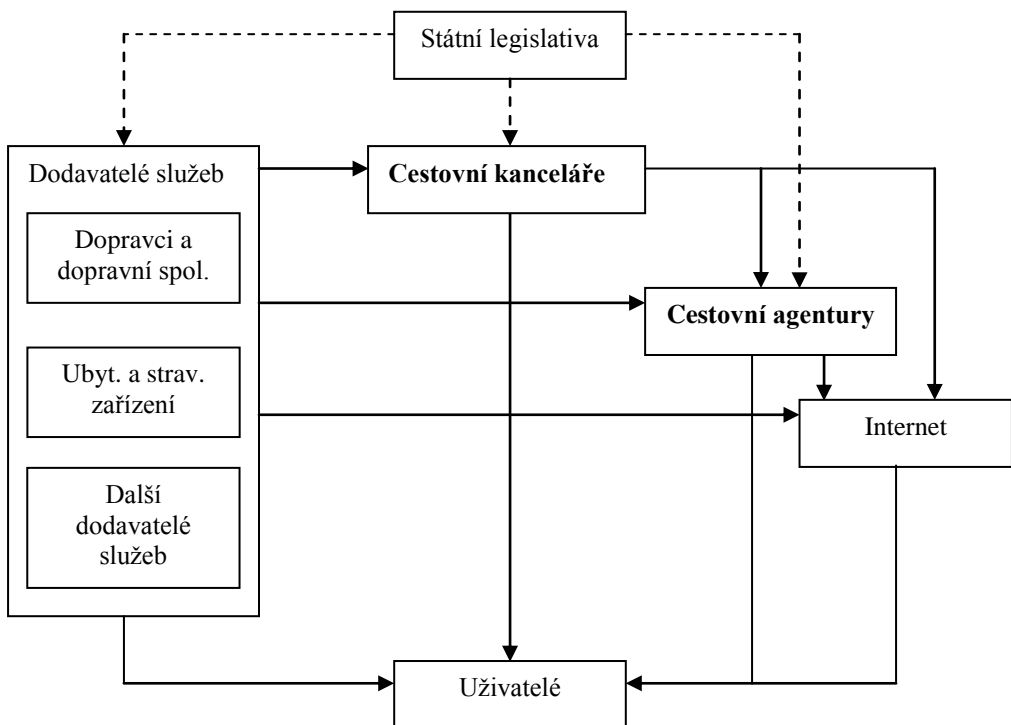 Státní legislativa
Dodavatelé služeb
Cestovní kanceláře
Dopravci a
dopravní spol.
Cestovní agentury
Ubyt. a strav.
zařízení
Internet
Další
dodavatelé
služeb
Uživatelé